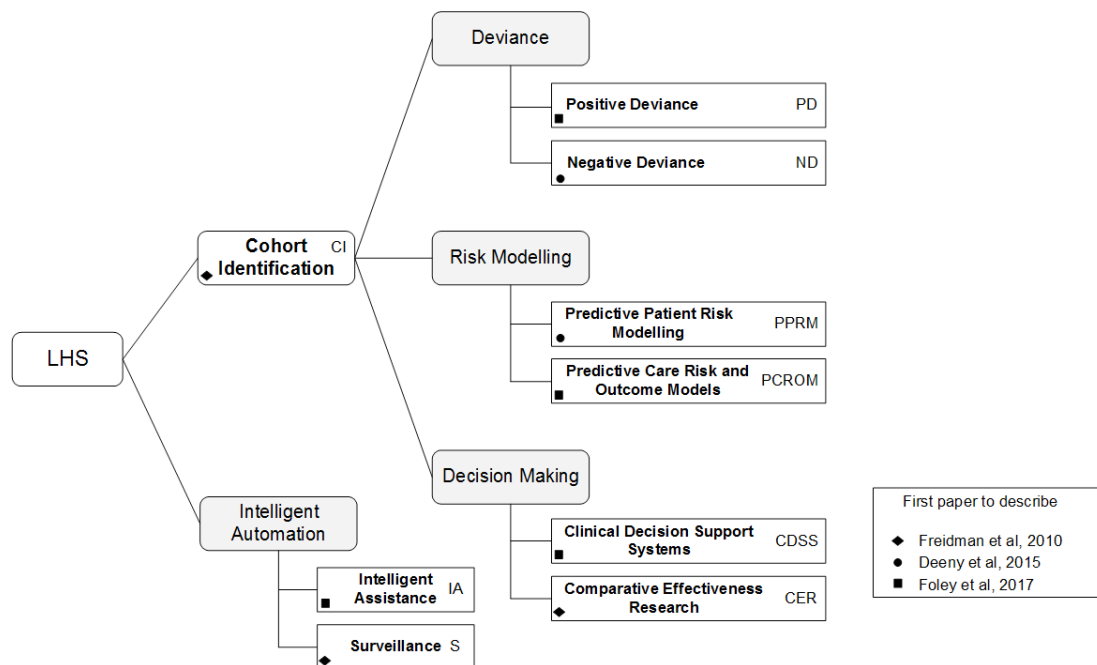 Deviance
Positive Deviance PD
Negative Deviance ND
Cohort CI
Identification
Risk Modelling
Predictive Patient Risk
Modelling PPRM
Predictive Care Risk and
Outcome Models PCROM
LHS
Decision Making
Clinical Decision Support
Systems CDSS
Comparative Effectiveness
Research CER
Intelligent
Automation
Intelligent
Assistance IA
Surveillance S
First paper to describe
Freidman et al, 2010
Deeny et al, 2015
Foley et al, 2017